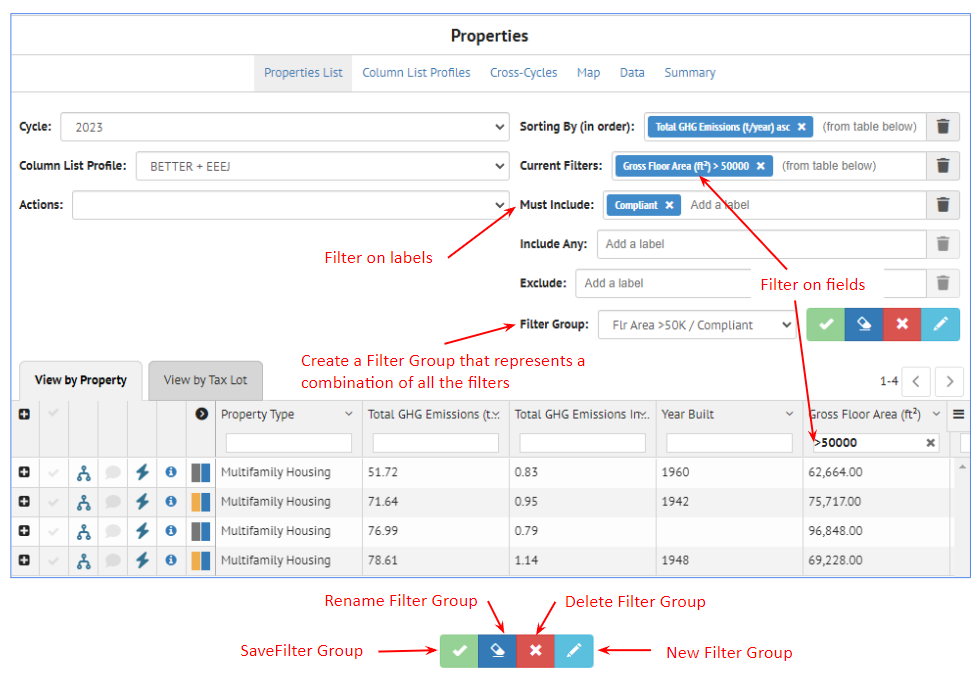 Properties
Properties List Column List Profiles Cross-Cycles Map Data Summary
Cycle: 2023 Sorting By (in order): Total GHG Emissions (t/year) asc (from table below)
Column List Profile: BETTER + EEEJ Current Filters: Gross Floor Area (ft²) > 50000 (from table below)
Actions: Must Include: Compliant Add a label
Filter on labels Include Any: Add a label
Exclude: Add a label Filter on fields
Filter Group: Flr Area >50K / Compliant
Create a Filter Group that represents a
combination of all the filters
View by Property View by Tax Lot 1-4
Property Type Total GHG Emissions (t... Total GHG Emissions In... Year Built Gross Floor Area (ft²)
>50000
Multifamily Housing 51.72 0.83 1960 62,664.00
Multifamily Housing 71.64 0.95 1942 75,717.00
Multifamily Housing 76.99 0.79 96,848.00
Multifamily Housing 78.61 1.14 1948 69,228.00
Rename Filter Group Delete Filter Group
SaveFilter Group New Filter Group